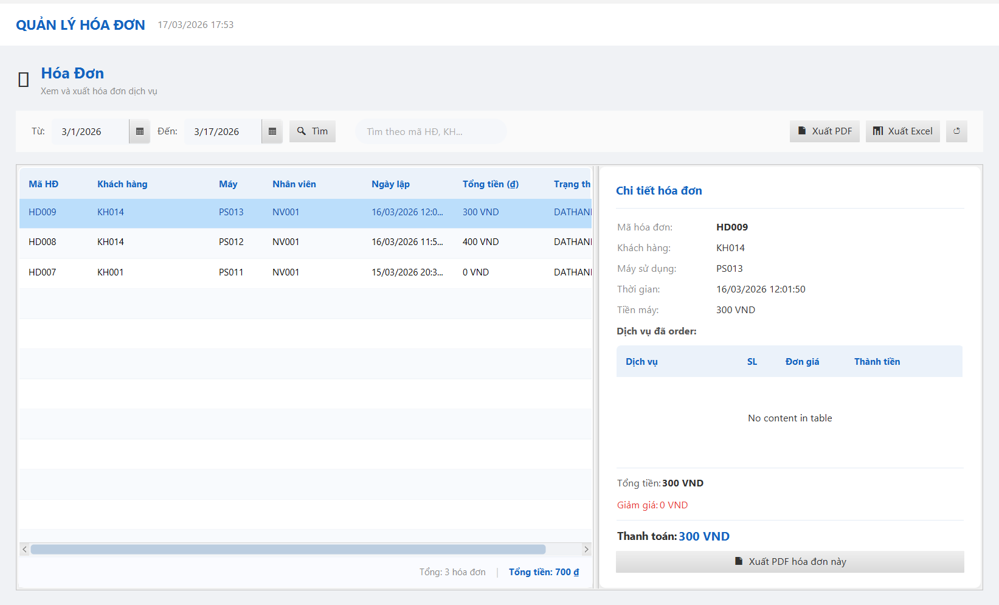 QUẢN LÝ HÓA ĐƠN 17/03/2026 17:53
Hóa Đơn
Xem và xuất hóa đơn dịch vụ
Từ: 3/1/2026 Đến: 3/17/2026 Tìm Tìm theo mã HĐ, KH... Xuất PDF Xuất Excel
Mã HĐ Khách hàng Máy Nhân viên Ngày lập Tổng tiền (₫) Trạng th
HD009 KH014 PS013 NV001 16/03/2026 12:0... 300 VND DATHANH
HD008 KH014 PS012 NV001 16/03/2026 11:5... 400 VND DATHANH
HD007 KH001 PS011 NV001 15/03/2026 20:3... 0 VND DATHANH
Tổng: 3 hóa đơn | Tổng tiền: 700 ₫
Chi tiết hóa đơn
Mã hóa đơn: HD009
Khách hàng: KH014
Máy sử dụng: PS013
Thời gian: 16/03/2026 12:01:50
Tiền máy: 300 VND
Dịch vụ đã order:
Dịch vụ SL Đơn giá Thành tiền
No content in table
Tổng tiền: 300 VND
Giảm giá: 0 VND
Thanh toán: 300 VND
Xuất PDF hóa đơn này